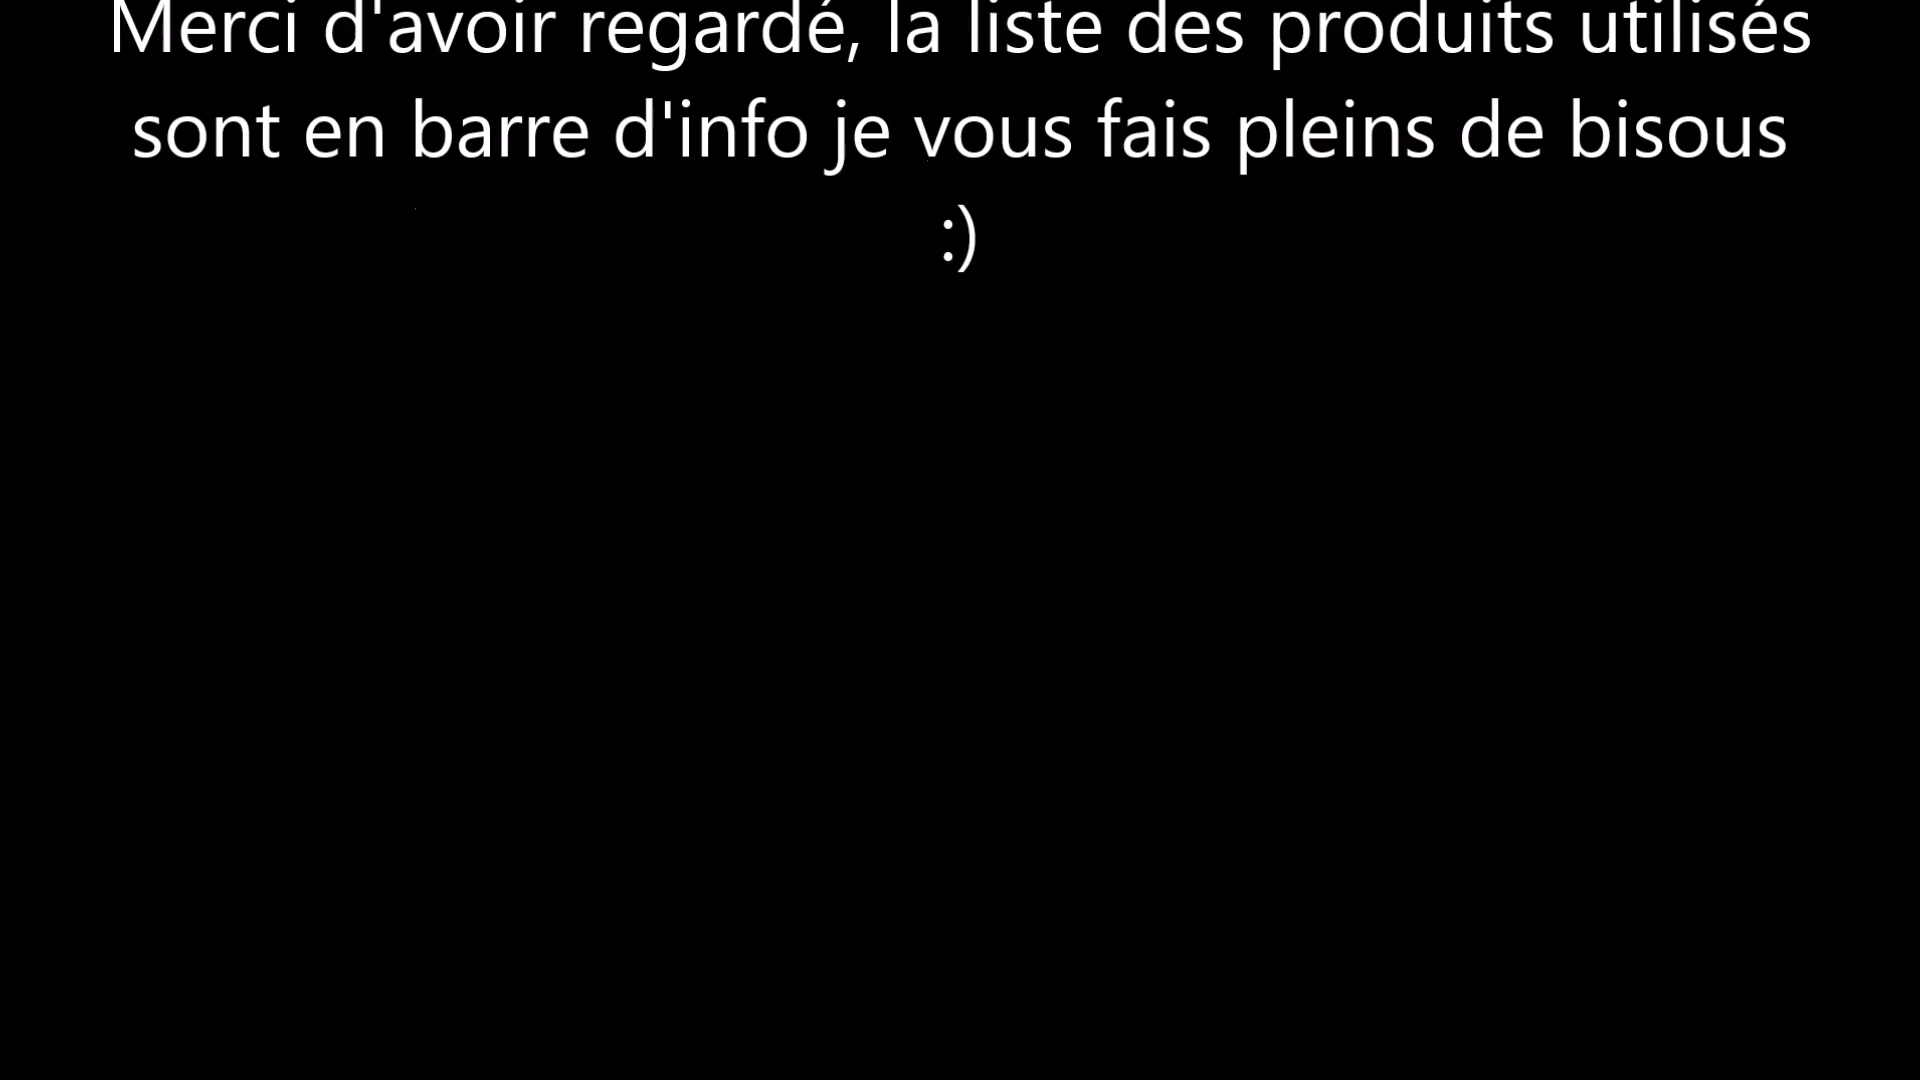 Merci d'avoir regardé, la liste des produits utilisés
sont en barre d'info je vous fais pleins de bisous
:)